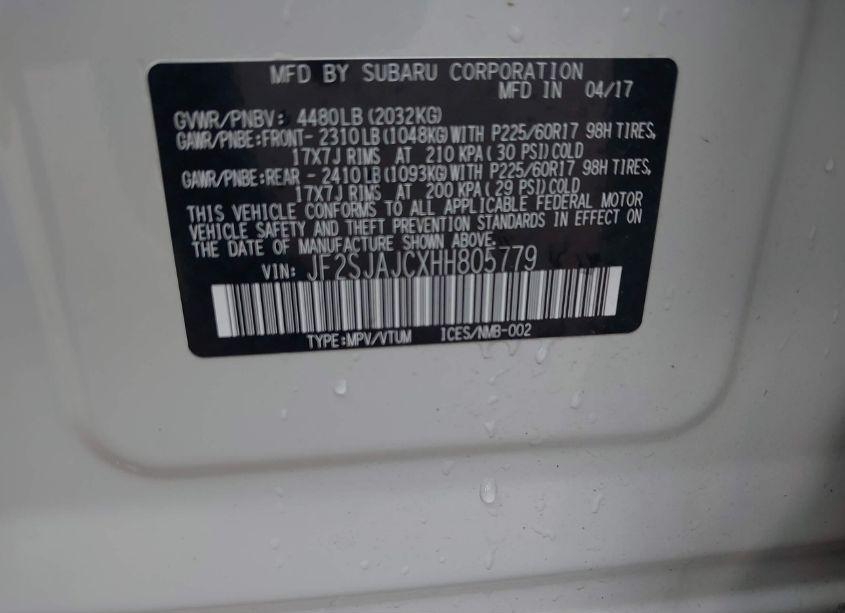 MFD BY SUBARU CORPORATION
MFD IN 04/17
GVWR/PNBV: 4480LB (2032KG)
GAWR/PNBE:FRONT- 2310LB(1048KG)WITH P225/60R17 98H TIRES,
17X7J RIMS AT 210 KPA( 30 PSI)COLD
GAWR/PNBE:REAR - 2410LB(1093KG)WITH P225/60R17 98H TIRES,
17X7J RIMS AT 200 KPA( 29 PSI)COLD
THIS VEHICLE CONFORMS TO ALL APPLICABLE FEDERAL MOTOR
VEHICLE SAFETY AND THEFT PREVENTION STANDARDS IN EFFECT ON
THE DATE OF MANUFACTURE SHOWN ABOVE.
VIN: JF2SJAJCXHH805779
TYPE:MPV/VTUM ICES/NMB-002